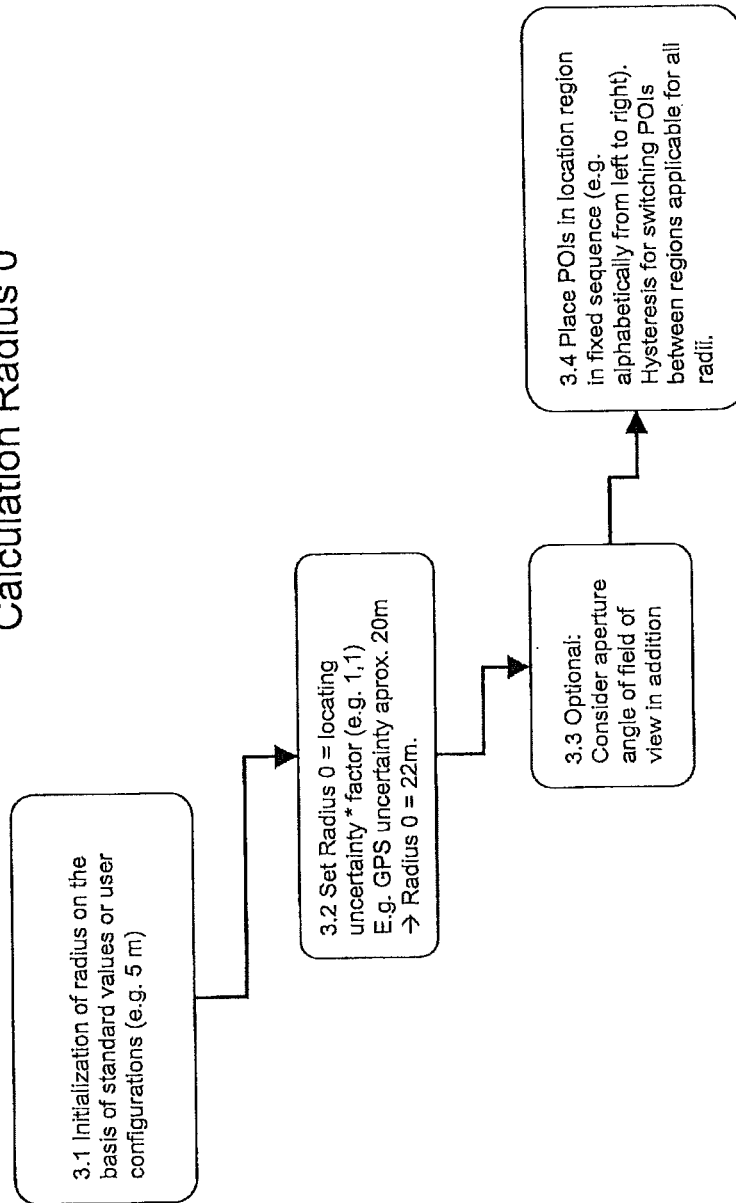 Calculation Radius 0
3.1 Initialization of radius on the
basis of standard values or user
configurations (e.g. 5 m)
3.2 Set Radius 0 = locating
uncertainty * factor (e.g. 1,1)
E.g. GPS uncertainty aprox. 20m
→ Radius 0 = 22m.
3.3 Optional:
Consider aperture
angle of field of
view in addition
3.4 Place POIs in location region
in fixed sequence (e.g.
alphabetically from left to right).
Hysteresis for switching POIs
between regions applicable for all
radii.